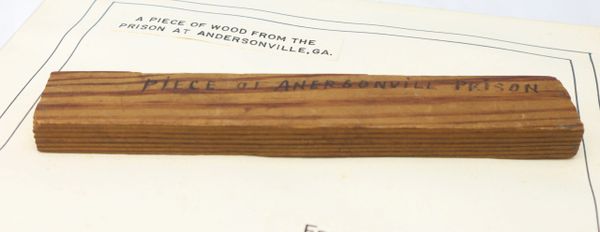 A PIECE OF WOOD FROM THE
PRISON AT ANDERSONVILLE, GA.
PIECE of ANERSONVILL PRISON